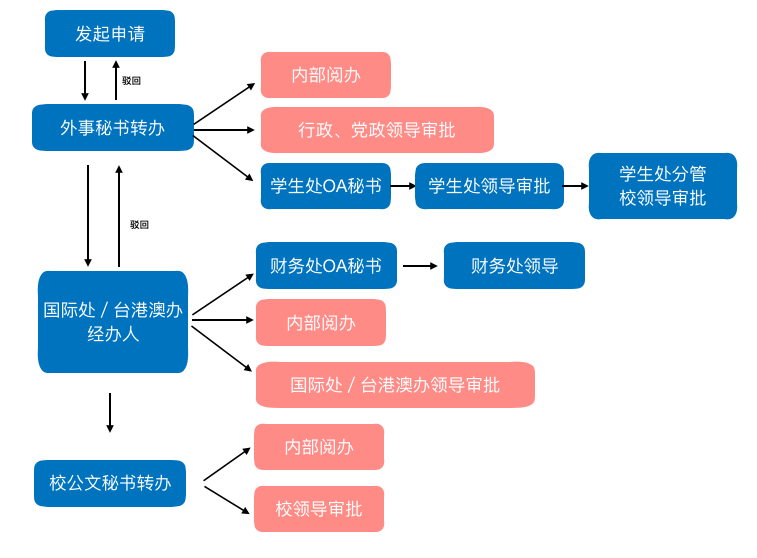 发起申请
驳回
外事秘书转办
内部阅办
行政、党政领导审批
学生处OA秘书
学生处领导审批
学生处分管
校领导审批
驳回
国际处／台港澳办
经办人
财务处OA秘书
财务处领导
内部阅办
国际处／台港澳办领导审批
校公文秘书转办
内部阅办
校领导审批